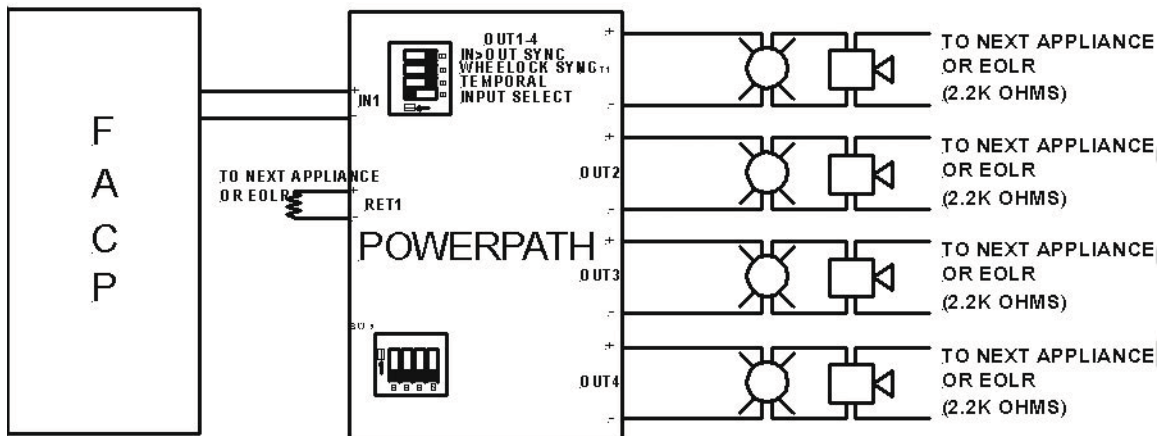 FACP
OUT1-4
IN>OUT SYNC
WHEELOCK SYNC
TEMPORAL
INPUT SELECT
+
IN1
-
TO NEXT APPLIANCE
OR EOLR
+
RET1
-
POWERPATH
+
T1
-
+
OUT2
-
+
OUT3
-
+
OUT4
-
TO NEXT APPLIANCE
OR EOLR
(2.2K OHMS)
TO NEXT APPLIANCE
OR EOLR
(2.2K OHMS)
TO NEXT APPLIANCE
OR EOLR
(2.2K OHMS)
TO NEXT APPLIANCE
OR EOLR
(2.2K OHMS)